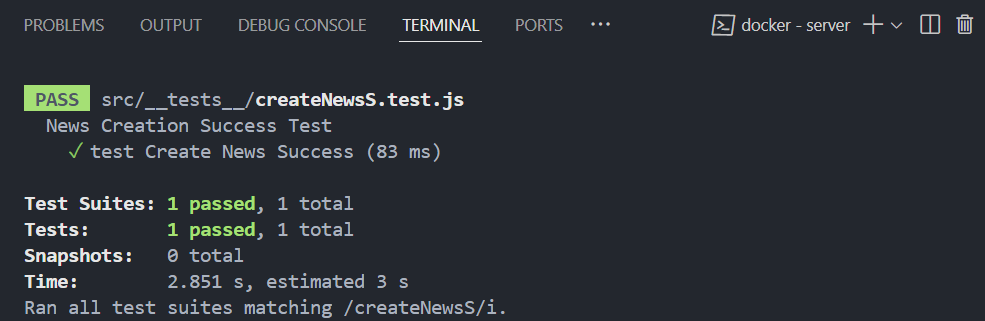 PROBLEMS OUTPUT DEBUG CONSOLE TERMINAL PORTS ··· docker - server
PASS src/__tests__/createNewsS.test.js
News Creation Success Test
✓ test Create News Success (83 ms)
Test Suites: 1 passed, 1 total
Tests: 1 passed, 1 total
Snapshots: 0 total
Time: 2.851 s, estimated 3 s
Ran all test suites matching /createNewsS/i.